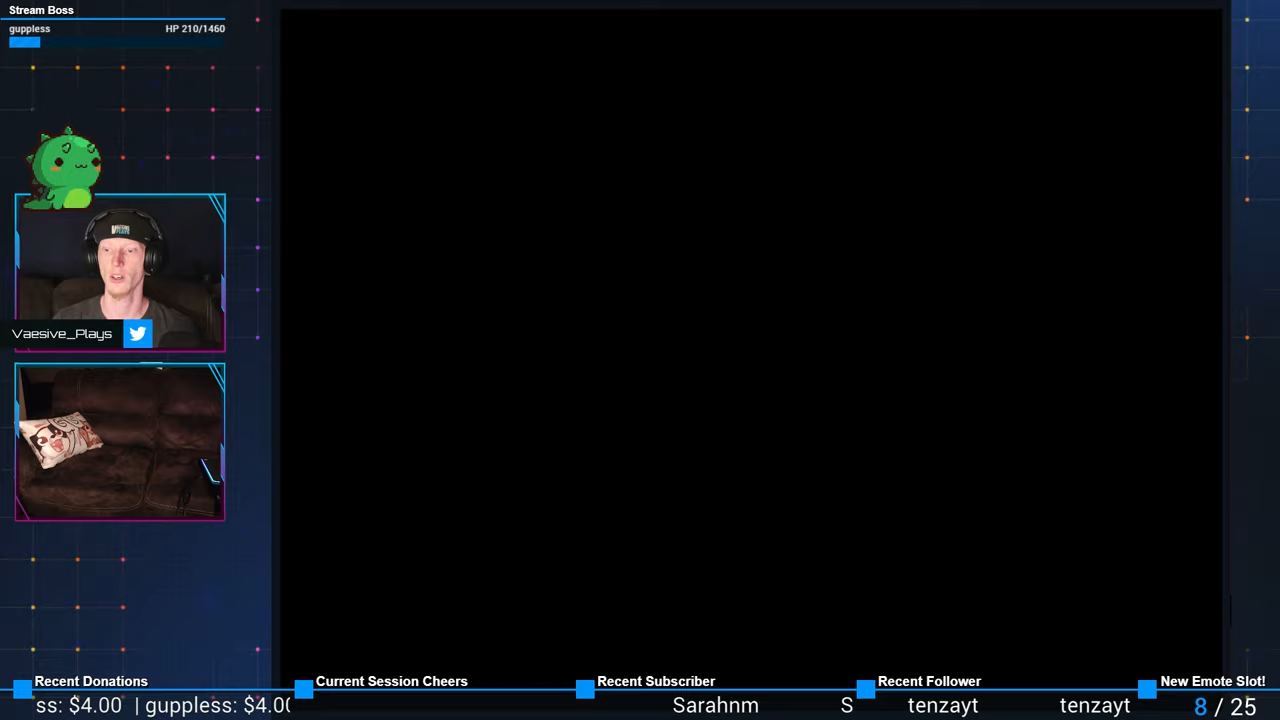 Stream Boss
guppless HP 210/1460
Vaesive_Plays
Recent Donations
ss: $4.00 | guppless: $4.00
Current Session Cheers
Recent Subscriber
Sarahnm S
Recent Follower
tenzayt tenzayt
New Emote Slot!
8 / 25